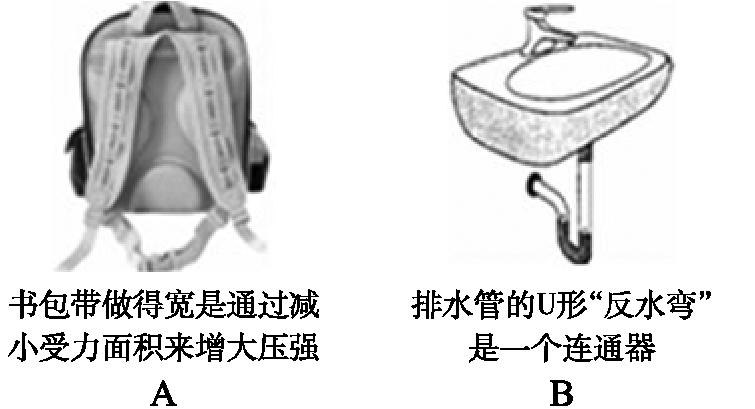 书包带做得宽是通过减
小受力面积来增大压强
A
排水管的U形“反水弯”
是一个连通器
B